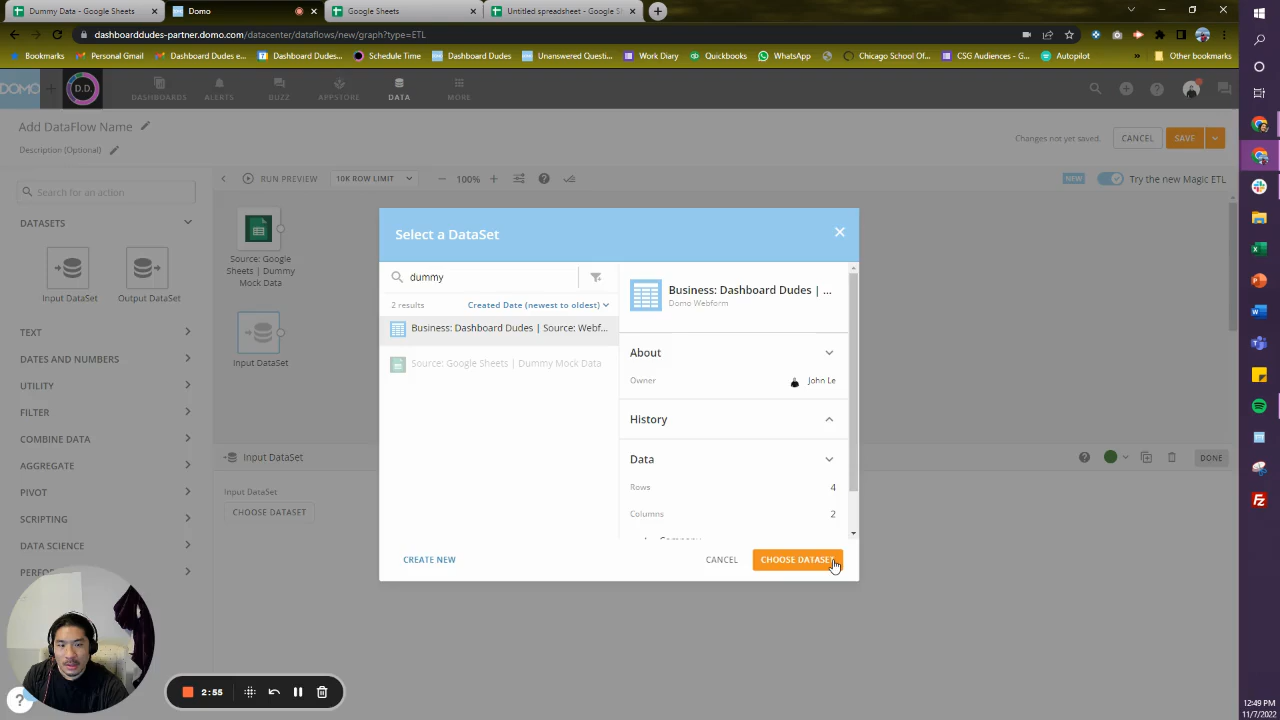 Dummy Data - Google Sheets
Domo
Google Sheets
Untitled spreadsheet - Google Sh
dashboarddudes-partner.domo.com/datacenter/dataflows/new/graph?type=ETL
Bookmarks
Personal Gmail
Dashboard Dudes G...
Dashboard Dudes C...
Schedule Time
Dashboard Dudes
Unanswered Questi...
Work Diary
WhatsApp
Chicago School Of...
CSG Audiences - G...
Autopilot
»
Other bookmarks
DOMO
D.D.
DASHBOARDS
ALERTS
BUZZ
APPSTORE
DATA
MORE
Add DataFlow Name
Description (Optional)
Changes not yet saved.
CANCEL
SAVE
Search for an action
RUN PREVIEW
10K ROW LIMIT
100%
NEW
Try the new Magic ETL
DATASETS
Input DataSet
Output DataSet
TEXT
DATES AND NUMBERS
UTILITY
FILTER
COMBINE DATA
AGGREGATE
PIVOT
SCRIPTING
DATA SCIENCE
PERFO
Source: Google
Sheets | Dummy
Mock Data
Input DataSet
Select a DataSet
dummy
2 results
Created Date (newest to oldest)
Business: Dashboard Dudes | Source: Webf...
Source: Google Sheets | Dummy Mock Data
Business: Dashboard Dudes | ...
Domo Webform
About
Owner
John Le
History
Data
Rows
4
Columns
2
CREATE NEW
CANCEL
CHOOSE DATASET
Input DataSet
DONE
Input DataSet
CHOOSE DATASET
2:55
12:49 PM
11/7/2022